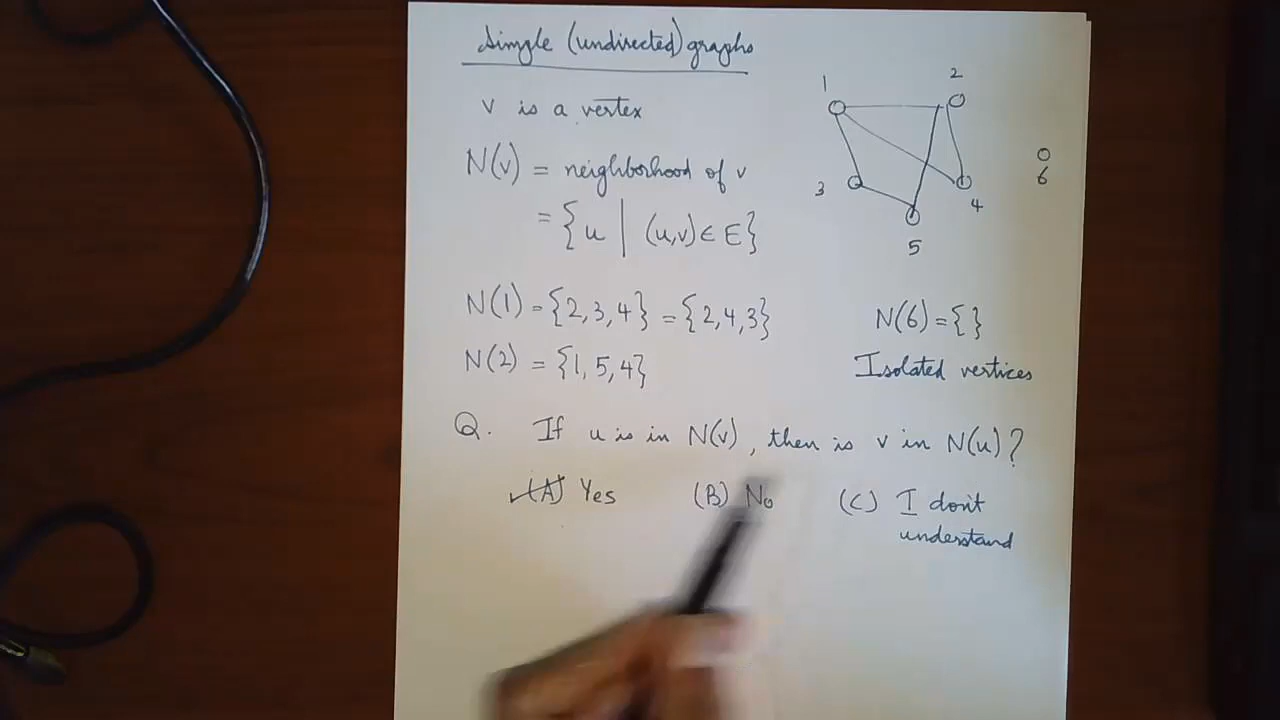 Simple (undirected) graphs
v is a vertex
N(v) = neighborhood of v
= {u | (u,v) ∈ E}
1
2
3
4
5
6
N(1) = {2,3,4} = {2,4,3}
N(6) = { }
N(2) = {1,5,4}
Isolated vertices
Q. If u is in N(v), then is v in N(u)?
(A) Yes (B) No (C) I don't
understand